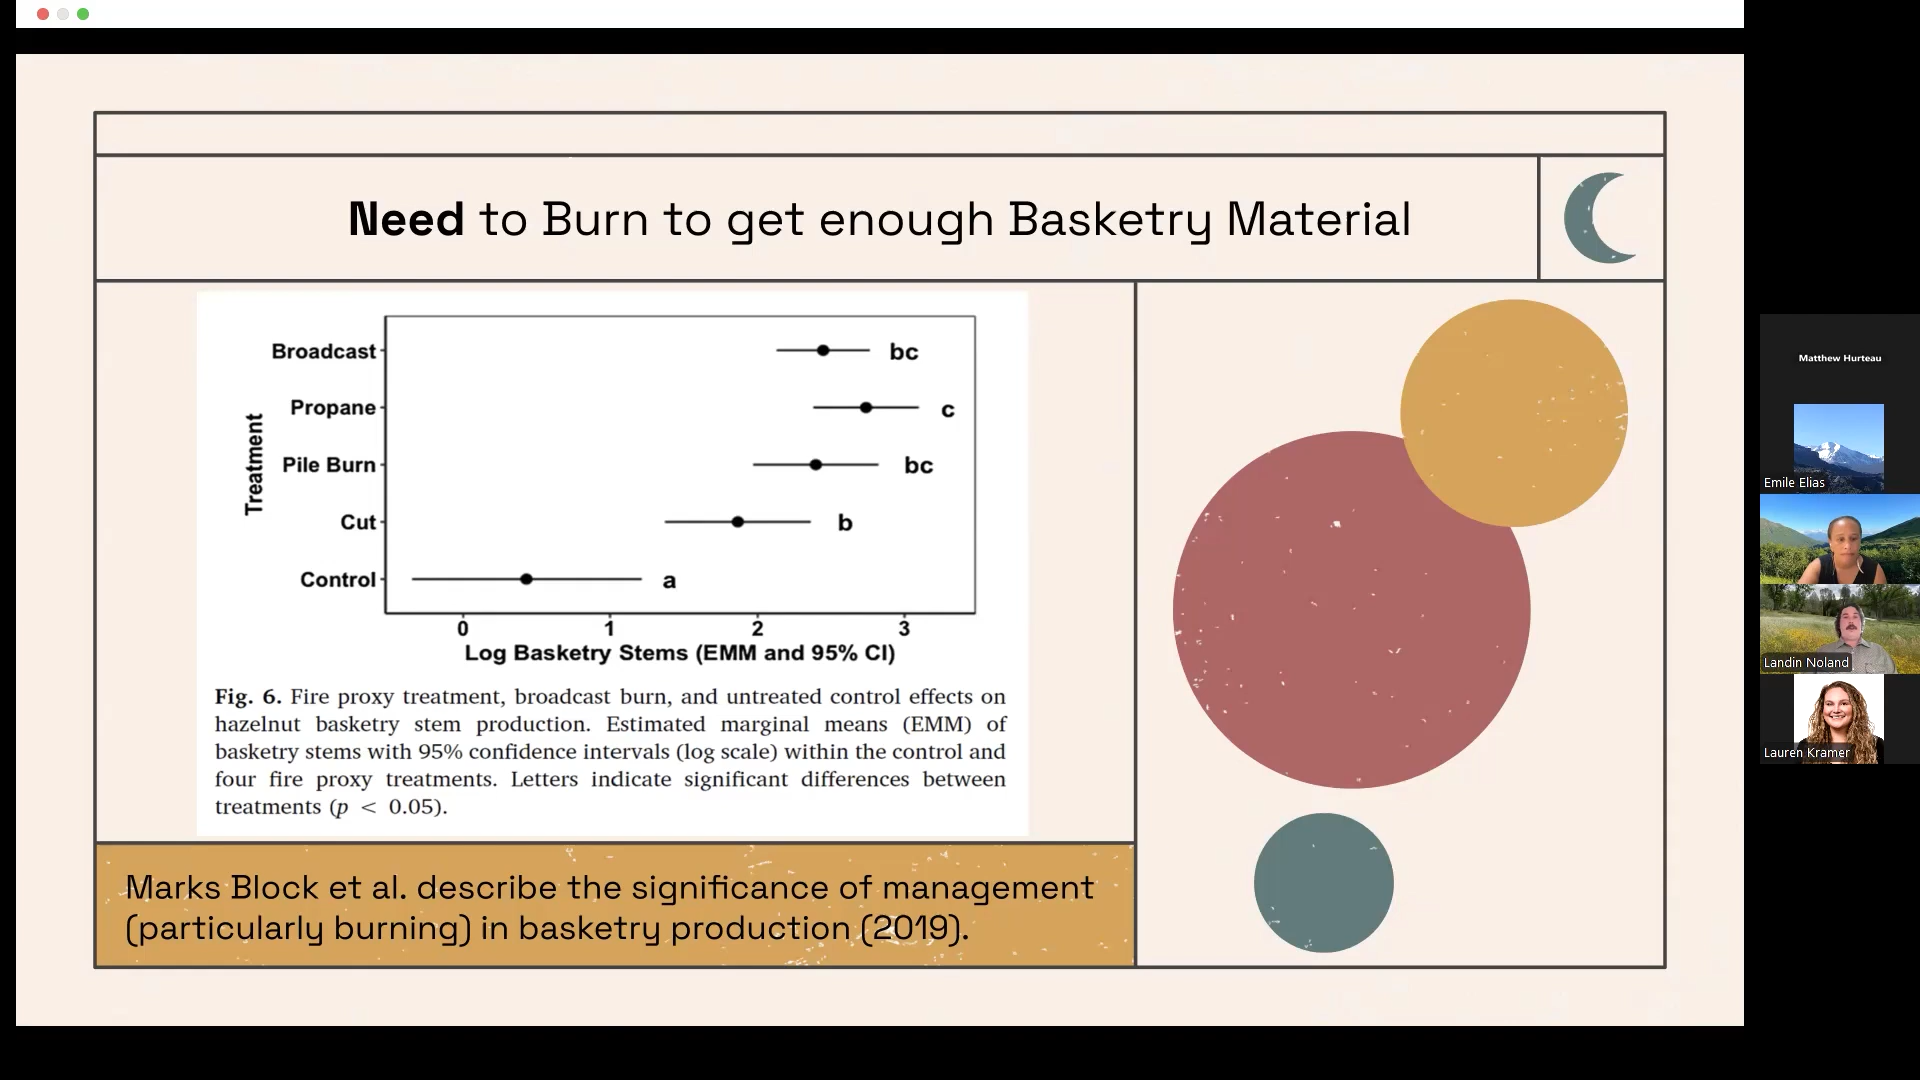 Need to Burn to get enough Basketry Material
Treatment
Broadcast
bc
Propane
c
Pile Burn
bc
Cut
b
Control
a
0 1 2 3
Log Basketry Stems (EMM and 95% CI)
Fig. 6. Fire proxy treatment, broadcast burn, and untreated control effects on
hazelnut basketry stem production. Estimated marginal means (EMM) of
basketry stems with 95% confidence intervals (log scale) within the control and
four fire proxy treatments. Letters indicate significant differences between
treatments (p < 0.05).
Marks Block et al. describe the significance of management
(particularly burning) in basketry production (2019).
Matthew Hurteau
Emile Elias
Landin Noland
Lauren Kramer